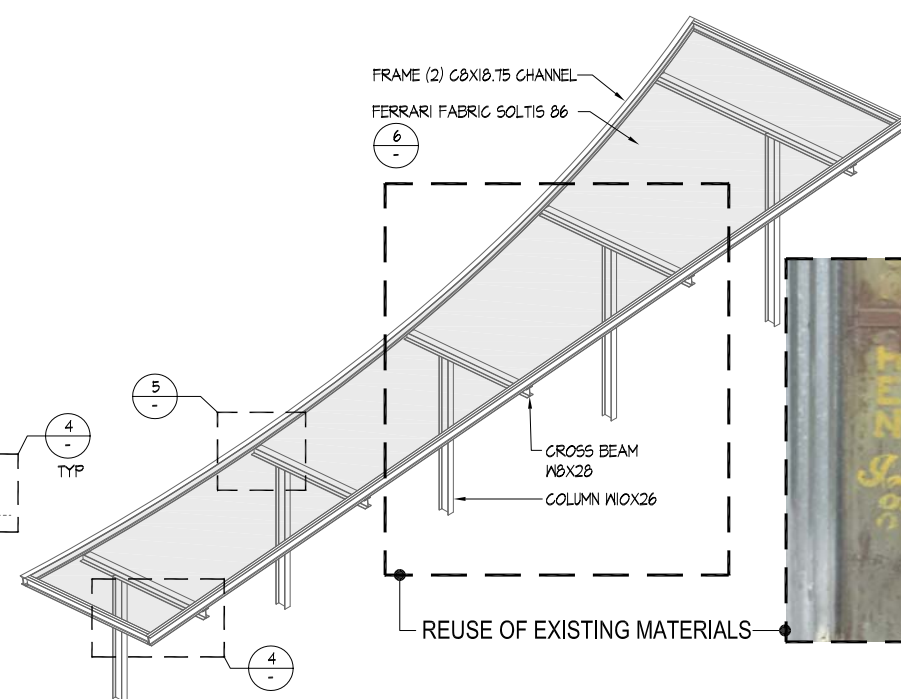 FRAME (2) C8X18.75 CHANNEL
FERRARI FABRIC SOLTIS 86
6
-
5
-
4
-
TYP
CROSS BEAM
W8X28
COLUMN W10X26
4
-
REUSE OF EXISTING MATERIALS